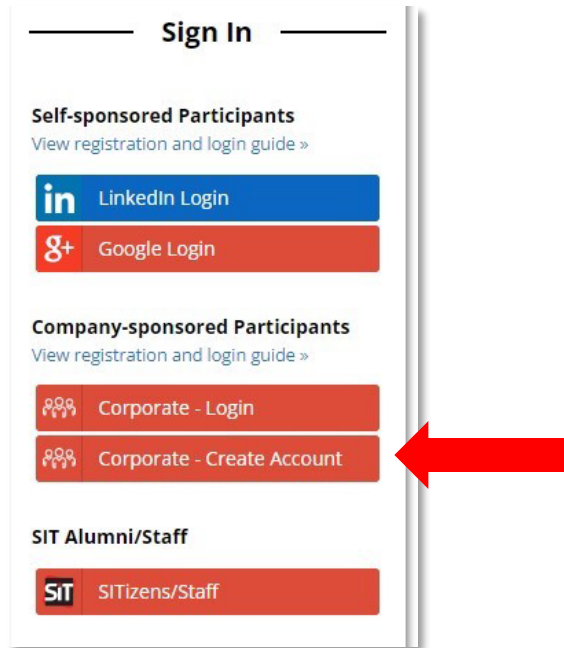 Sign In
Self-sponsored Participants
View registration and login guide »
in LinkedIn Login
g+ Google Login
Company-sponsored Participants
View registration and login guide »
Corporate - Login
Corporate - Create Account
SIT Alumni/Staff
SiT SITizens/Staff